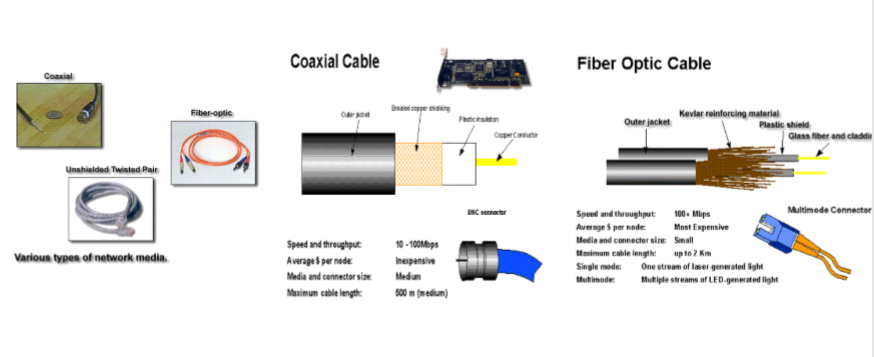 Coaxial
Fiber-optic
Unshielded Twisted Pair
Various types of network media.
Coaxial Cable
Outer jacket
Braided copper shielding
Plastic insulation
Copper Conductor
BNC connector
Speed and throughput: 10 -100Mbps
Average $ per node: Inexpensive
Media and connector size: Medium
Maximum cable length: 500 m (medium)
Fiber Optic Cable
Outer jacket
Kevlar reinforcing material
Plastic shield
Glass fiber and claddin
Multimode Connector
Speed and throughput: 100+ Mbps
Average $ per node: Most Expensive
Media and connector size: Small
Maximum cable length: up to 2 Km
Single mode: One stream of laser-generated light
Multimode: Multiple streams of LED-generated light